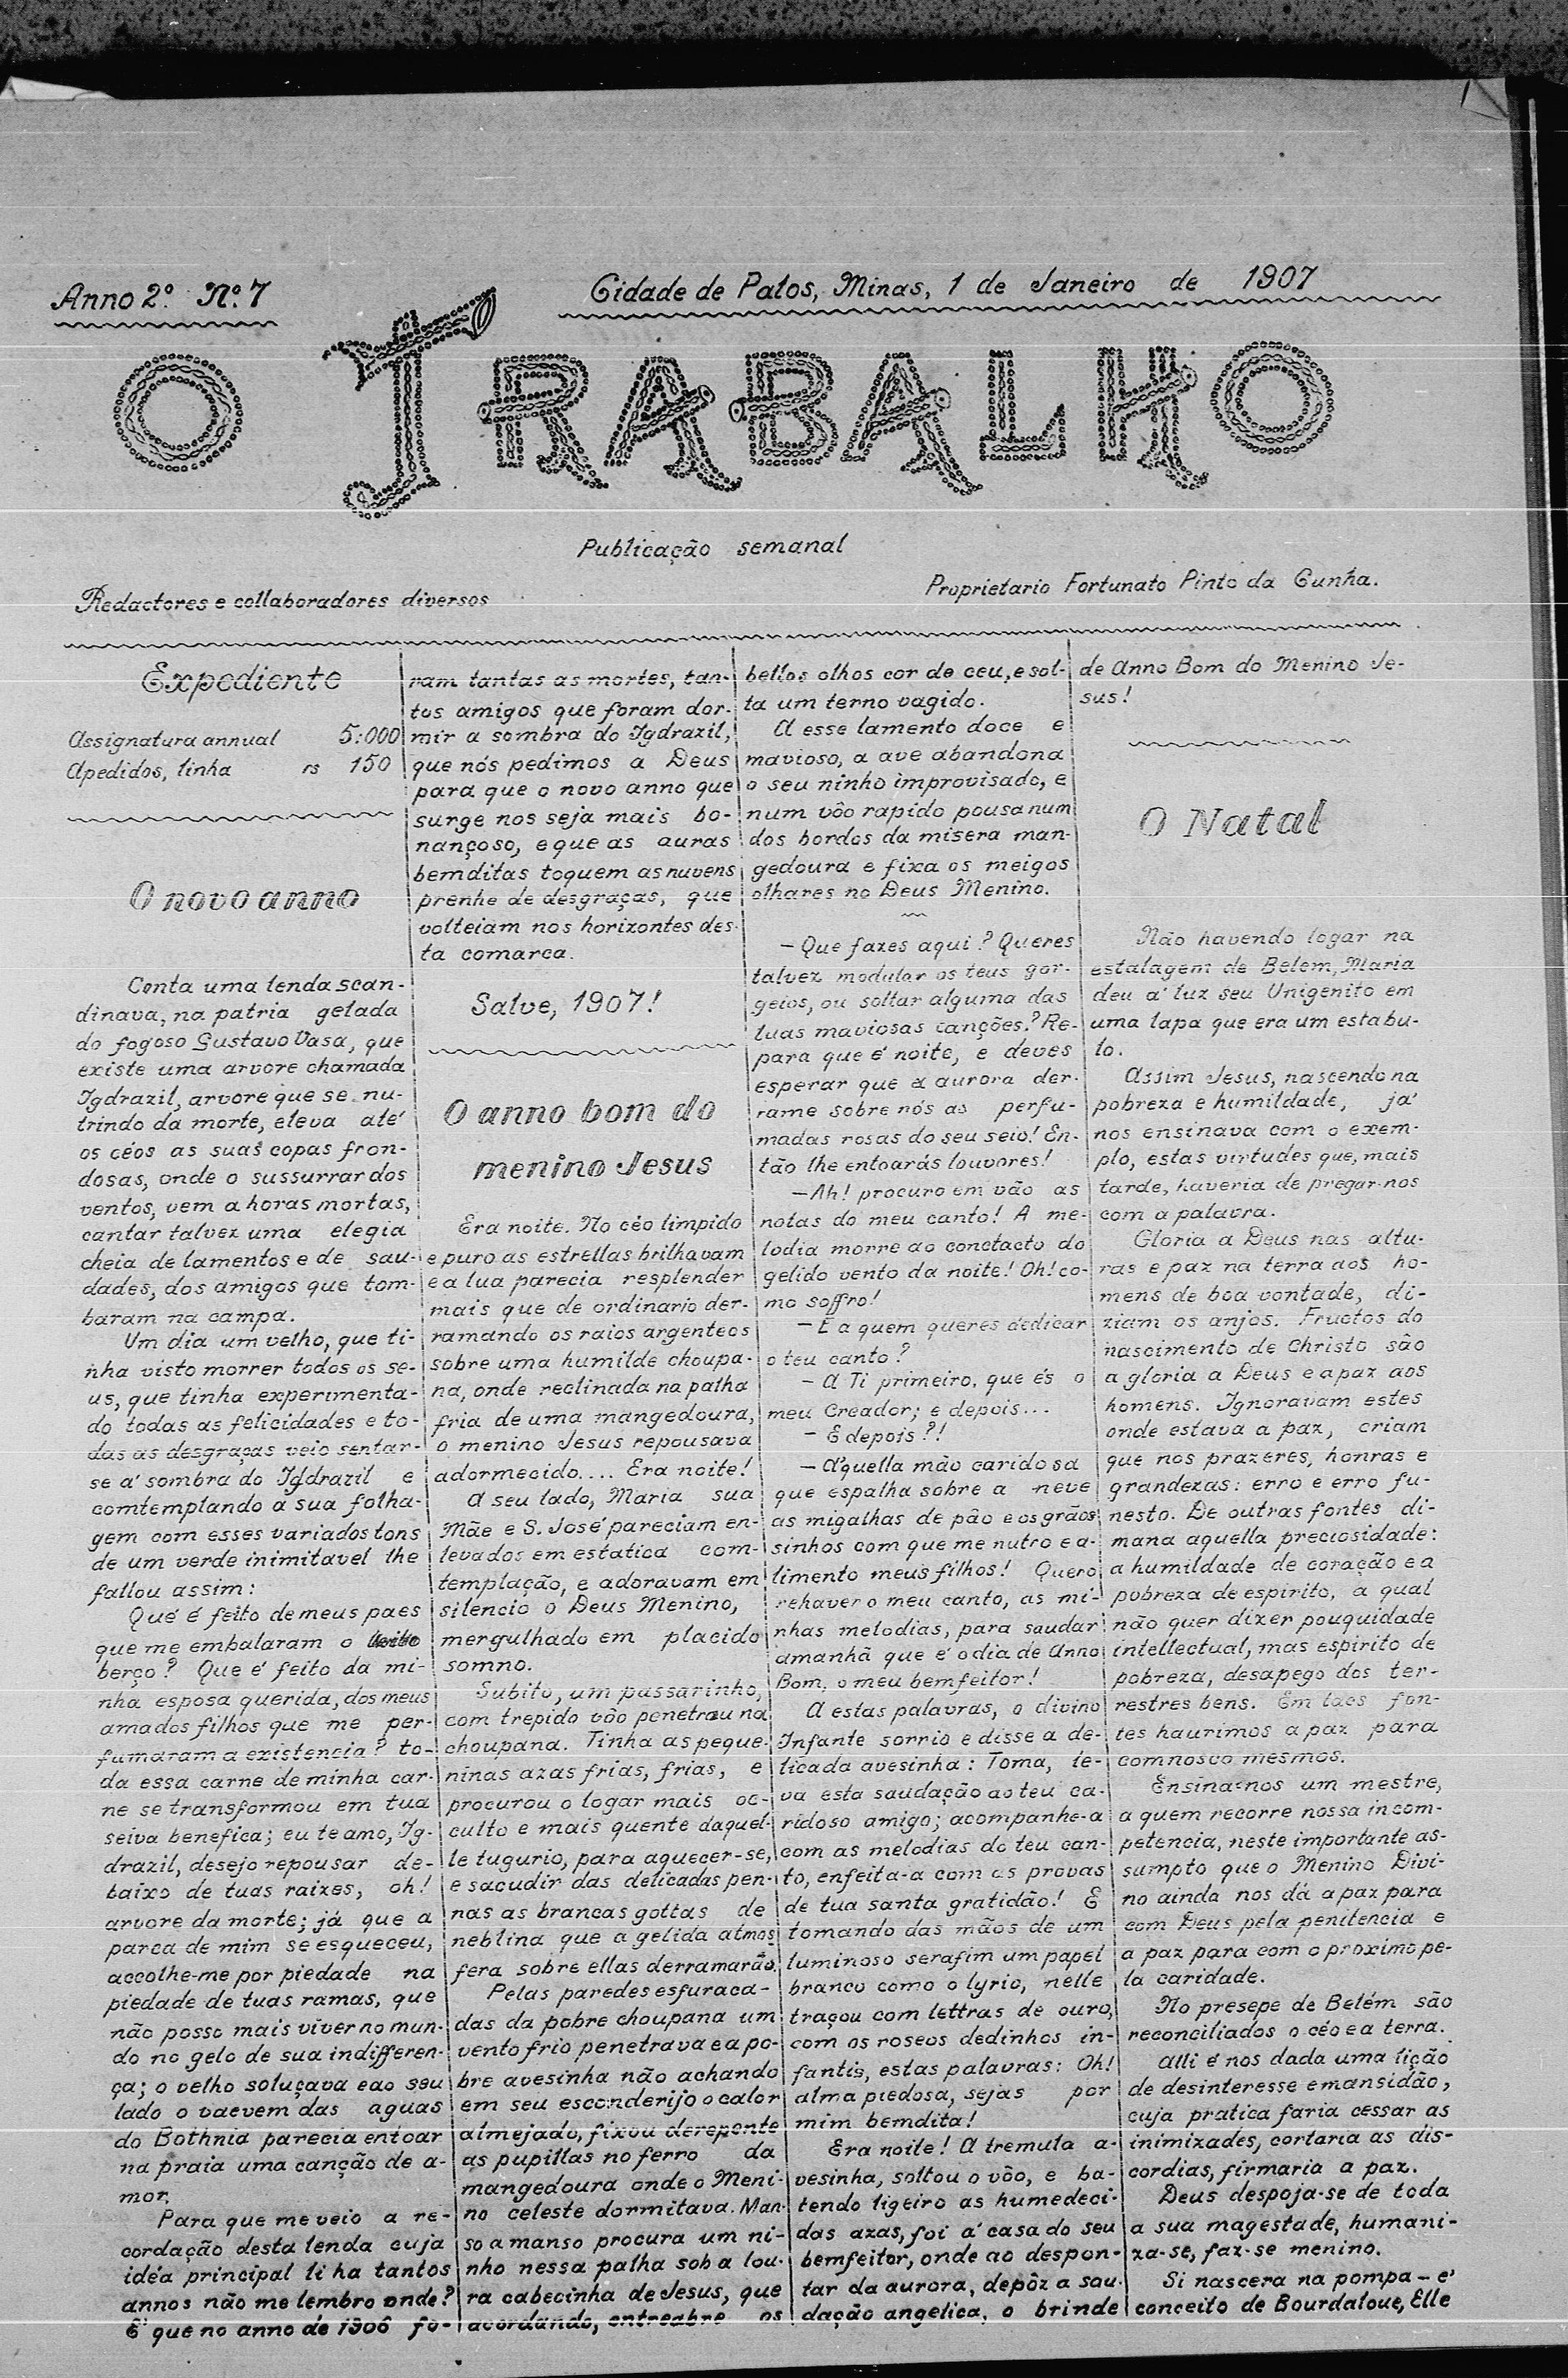 Anno 2º. Nº. 7
Cidade de Patos, Minas, 1 de Janeiro de 1907
O TRABALHO
Publicação semanal
Redactores e collaboradores diversos
Proprietario Fortunato Pinto da Cunha.
Expediente
Assignatura annual 5:000
Apedidos, linha rs 150
O novo anno
Conta uma lenda scan-
dinava, na patria gelada
do fogoso Gustavo Vasa, que
existe uma arvore chamada
Igdrazil, arvore que se nu-
trindo da morte, eleva até
os céos as suas copas fron-
dosas, onde o sussurrar dos
ventos, vem a horas mortas,
cantar talvez uma elegia
cheia de lamentos e de sau-
dades, dos amigos que tom-
baram na campa.
Um dia um velho, que ti-
nha visto morrer todos os se-
us, que tinha experimenta-
do todas as felicidades e to-
das as desgraças veio sentar-
se á sombra do Igdrazil e
comtemplando a sua folha-
gem com esses variados tons
de um verde inimitavel lhe
fallou assim:
Que é feito de meus paes
que me embalaram o
berço? Que é feito da mi-
nha esposa querida, dos meus
amados filhos que me per-
fumaram a existencia? to-
da essa carne de minha car-
ne se transformou em tua
seiva benefica; eu te amo, Ig-
drazil, desejo repousar de-
baixo de tuas raizes, oh!
arvore da morte; já que a
parca de mim se esqueceu,
accolhe-me por piedade na
piedade de tuas ramas, que
não posso mais viver no mun-
do no gelo de sua indifferen-
ça; o velho soluçava e ao seu
lado o vaevem das aguas
do Bothnia parecia entoar
na praia uma canção de a-
mor.
Para que me veio a re-
cordação desta lenda cuja
idéa principal li ha tantos
annos não me lembro onde?
E' que no anno de 1906 fo-
ram tantas as mortes, tan-
tos amigos que foram dor-
mir a sombra do Igdrazil,
que nós pedimos a Deus
para que o novo anno que
surge nos seja mais bo-
nançoso, e que as auras
bemditas toquem as nuvens
prenhe de desgraças, que
volteiam nos horizontes des-
ta comarca.
Salve, 1907!
O anno bom do
menino Jesus
Era noite. No céo limpido
e puro as estrellas brilhavam
e a lua parecia resplender
mais que de ordinario der-
ramando os raios argenteos
sobre uma humilde choupa-
na, onde reclinada na palha
fria de uma mangedoura,
o menino Jesus repousava
adormecido.... Era noite!
A seu lado, Maria sua
Mãe e S. José pareciam en-
levados em estatica com-
templação, e adoravam em
silencio o Deus Menino,
mergulhado em placido
somno.
Subito, um passarinho,
com trepido vôo penetrou na
choupana. Tinha as peque-
ninas azas frias, frias, e
procurou o logar mais oc-
culto e mais quente daquel-
le tugurio, para aquecer-se,
e sacudir das delicadas pen-
nas as brancas gottas de
neblina que a gelida atmos
fera sobre ellas derramarão.
Pelas paredes esfuraca-
das da pobre choupana um
vento frio penetrava e a po-
bre avesinha não achando
em seu esconderijo o calor
almejado, fixou derepente
as pupillas no ferro da
mangedoura onde o Meni-
no celeste dormitava. Man-
so a manso procura um ni-
nho nessa palha sob a lou-
ra cabecinha de Jesus, que
acordando, entreabre os
bellos olhos cor de ceu, e sol-
ta um terno vagido.
A esse lamento doce e
mavioso, a ave abandona
o seu ninho improvisado, e
num vôo rapido pousa num
dos bordos da misera man-
gedoura e fixa os meigos
olhares no Deus Menino.
— Que fazes aqui? Queres
talvez modular os teus gor-
geios, ou soltar alguma das
tuas maviosas canções? Re-
para que é noite, e deves
esperar que a aurora der-
rame sobre nós as perfu-
madas rosas do seu seio! En-
tão lhe entoarás louvores!
— Ah! procuro em vão as
notas do meu canto! A me-
lodia morre ao conctacto do
gelido vento da noite! Oh! co-
mo soffro!
— E a quem queres dedicar
o teu canto?
— A Ti primeiro, que és o
meu Creador; e depois...
— E depois?!
— A'quella mão caridosa
que espalha sobre a neve
as migalhas de pão e os grãos
sinhos com que me nutro e a-
limento meus filhos! Quero
rehaver o meu canto, as mi-
nhas melodias, para saudar
amanhã que é o dia de Anno
Bom, o meu bemfeitor!
A estas palavras, o divino
Infante sorrio e disse a de-
licada avesinha: Toma, le-
va esta saudação ao teu ca-
ridoso amigo; acompanhe-a
com as melodias do teu can-
to, enfeita-a com as provas
de tua santa gratidão! E
tomando das mãos de um
luminoso serafim um papel
branco como o lyrio, nelle
traçou com lettras de ouro,
com os roseos dedinhos in-
fantis, estas palavras: Oh!
alma piedosa, sejas por
mim bemdita!
Era noite! A tremula a-
vesinha, soltou o vôo, e ba-
tendo ligeiro as humedeci-
das azas, foi á casa do seu
bemfeitor, onde ao despon-
tar da aurora, depôz a sau-
dação angelica, o brinde
de Anno Bom do Menino Je-
sus!
O Natal
Não havendo logar na
estalagem de Belem, Maria
deu á luz seu Unigenito em
uma lapa que era um estabu-
lo.
Assim Jesus, nascendo na
pobreza e humildade, já
nos ensinava com o exem-
plo, estas virtudes que, mais
tarde, haveria de pregar-nos
com a palavra.
Gloria a Deus nas altu-
ras e paz na terra aos ho-
mens de boa vontade, di-
ziam os anjos. Fructos do
nascimento de Christo são
a gloria a Deus e a paz aos
homens. Ignoravam estes
onde estava a paz, criam
que nos prazeres, honras e
grandezas: erro e erro fu-
nesto. De outras fontes di-
mana aquella preciosidade:
a humildade de coração e a
pobreza de espirito, a qual
não quer dizer pouquidade
intellectual, mas espirito de
pobreza, desapego dos ter-
restres bens. Em taes fon-
tes haurimos a paz para
comnosco mesmos.
Ensina-nos um mestre,
a quem recorre nossa incom-
petencia, neste importante as-
sumpto que o Menino Divi-
no ainda nos dá a paz para
com Deus pela penitencia e
a paz para com o proximo pe-
la caridade.
No presepe de Belém são
reconciliados o céo e a terra.
Alli é nos dada uma lição
de desinteresse e mansidão,
cuja pratica faria cessar as
inimizades, cortaria as dis-
cordias, firmaria a paz.
Deus despoja-se de toda
a sua magestade, humani-
za-se, faz-se menino.
Si nascera na pompa – e'
conceito de Bourdaloue, Elle